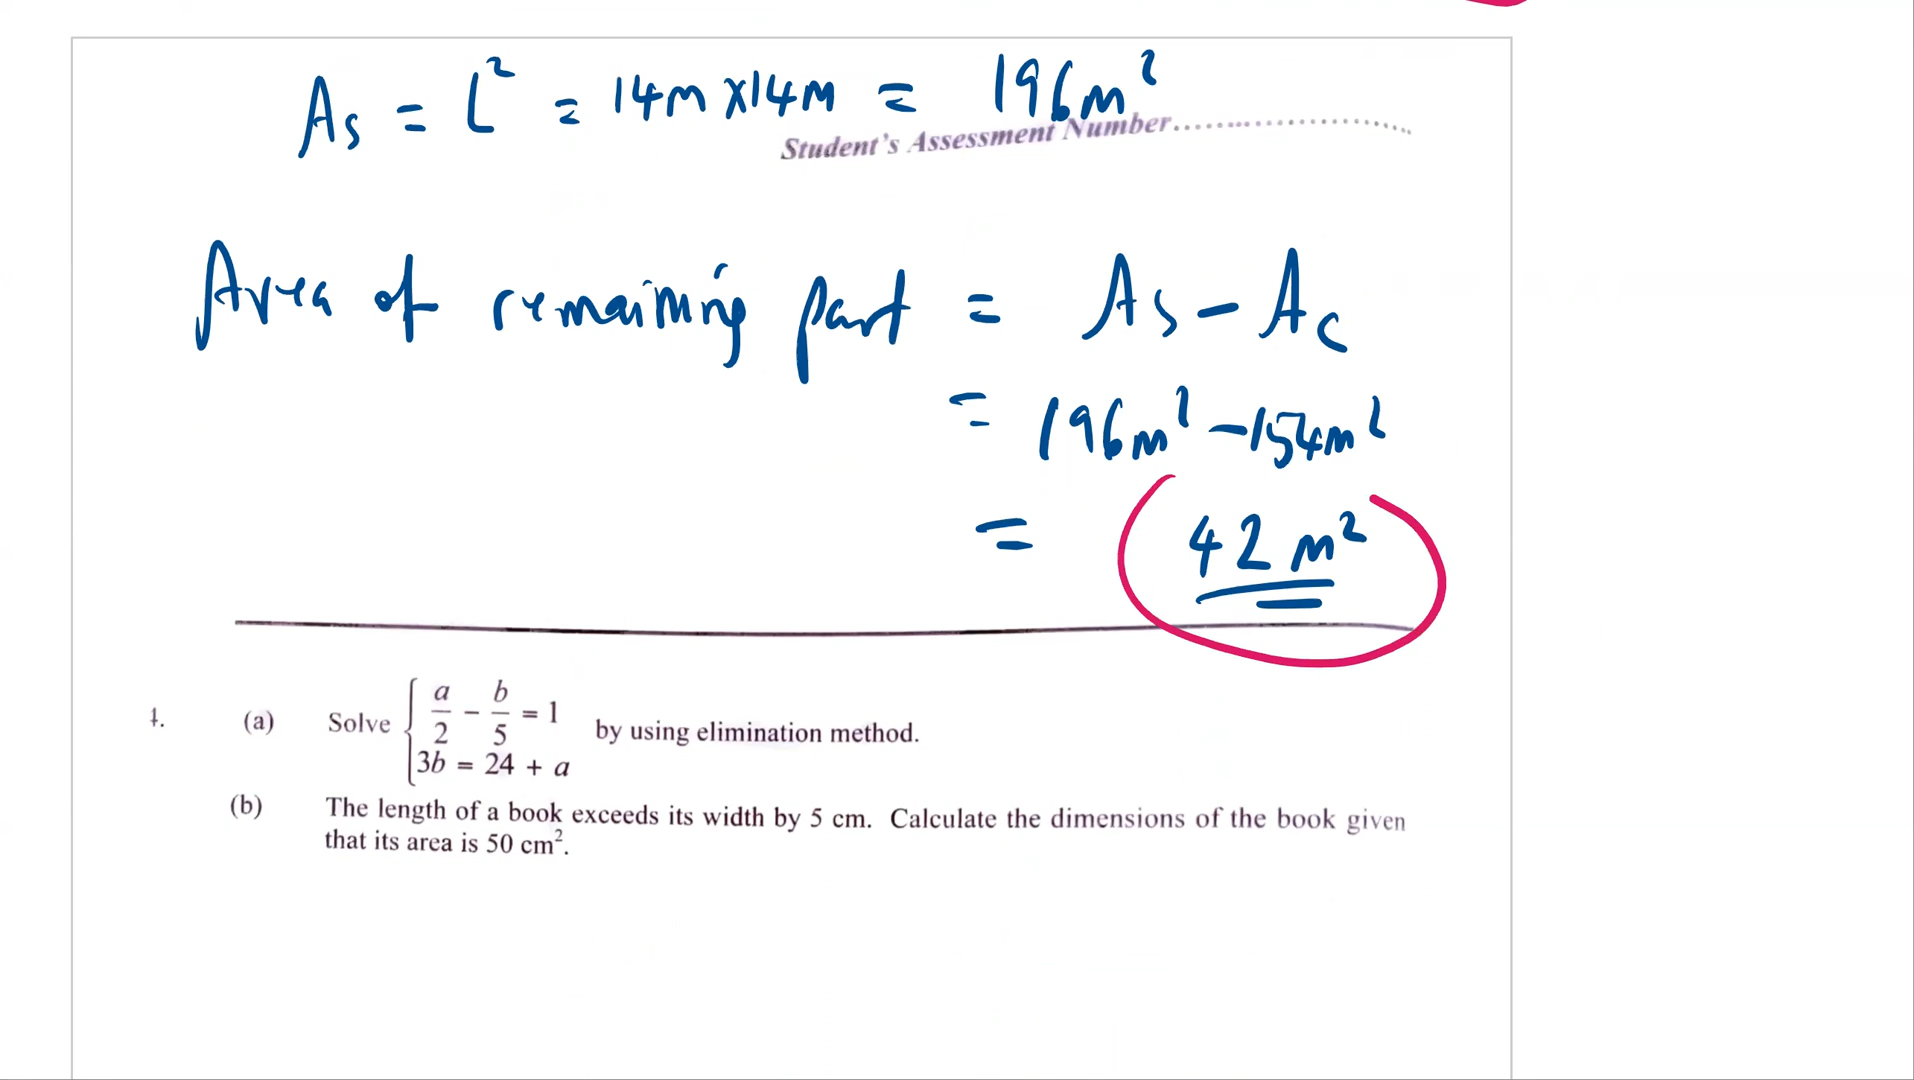 As = L² = 14m x 14m = 196m²
Student's Assessment Number.............................
Area of remaining part = As - Ac
= 196m² - 154m²
= 42 m²
4. (a) Solve { a/2 - b/5 = 1
3b = 24 + a by using elimination method.
(b) The length of a book exceeds its width by 5 cm. Calculate the dimensions of the book given
that its area is 50 cm².